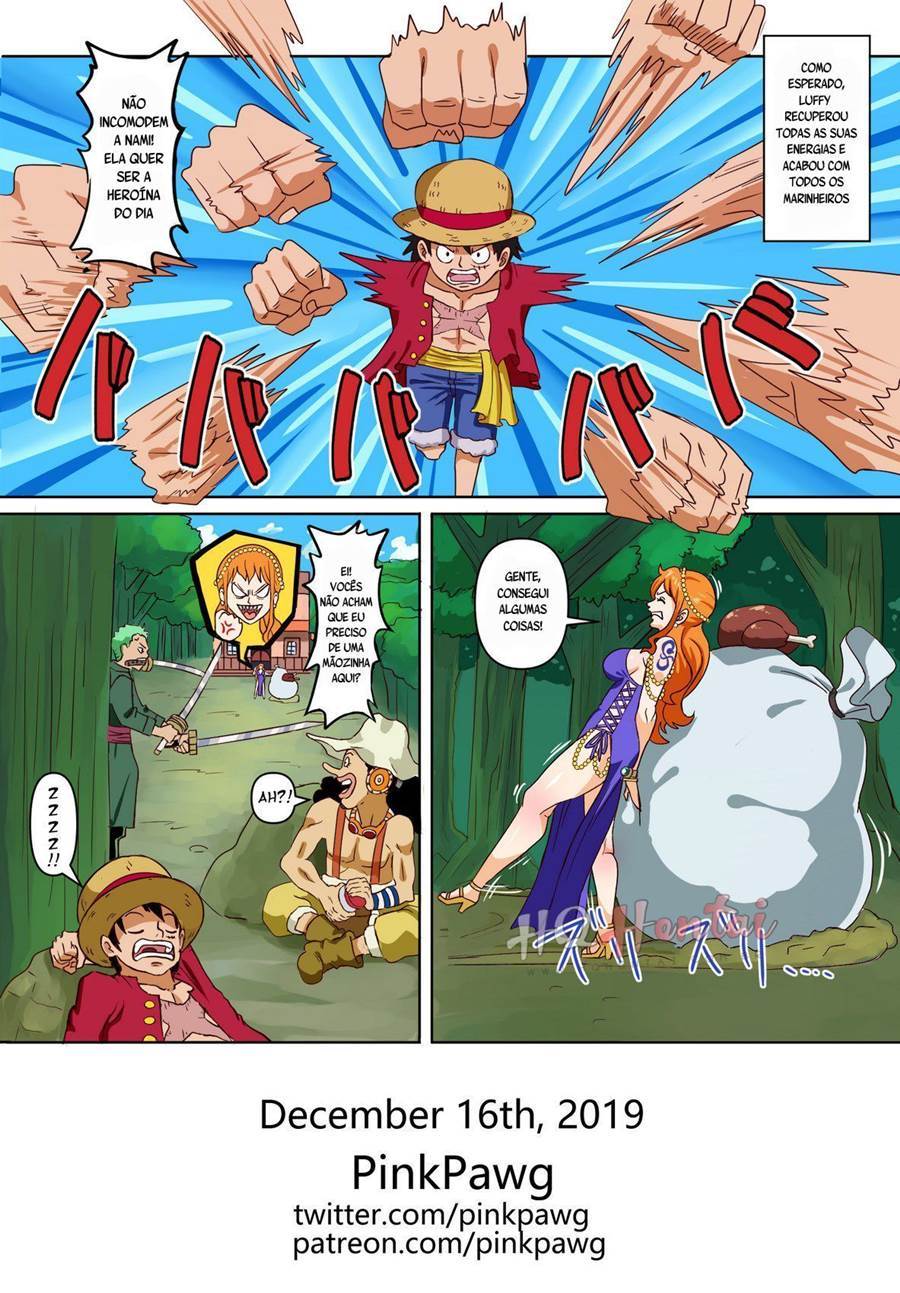 NÃO
INCOMODEM
A NAMI!
ELA QUER
SER A
HEROÍNA
DO DIA
COMO
ESPERADO,
LUFFY
RECUPEROU
TODAS AS SUAS
ENERGIAS E
ACABOU COM
TODOS OS
MARINHEIROS
バババババババ
EI!
VOCÊS
NÃO ACHAM
QUE EU
PRECISO
DE UMA
MÃOZINHA
AQUI?
AH?!
Z
Z
Z
Z
!!
GENTE,
CONSEGUI
ALGUMAS
COISAS!
HQ Hentai
ズリ ズリ....
December 16th, 2019
PinkPawg
twitter.com/pinkpawg
patreon.com/pinkpawg